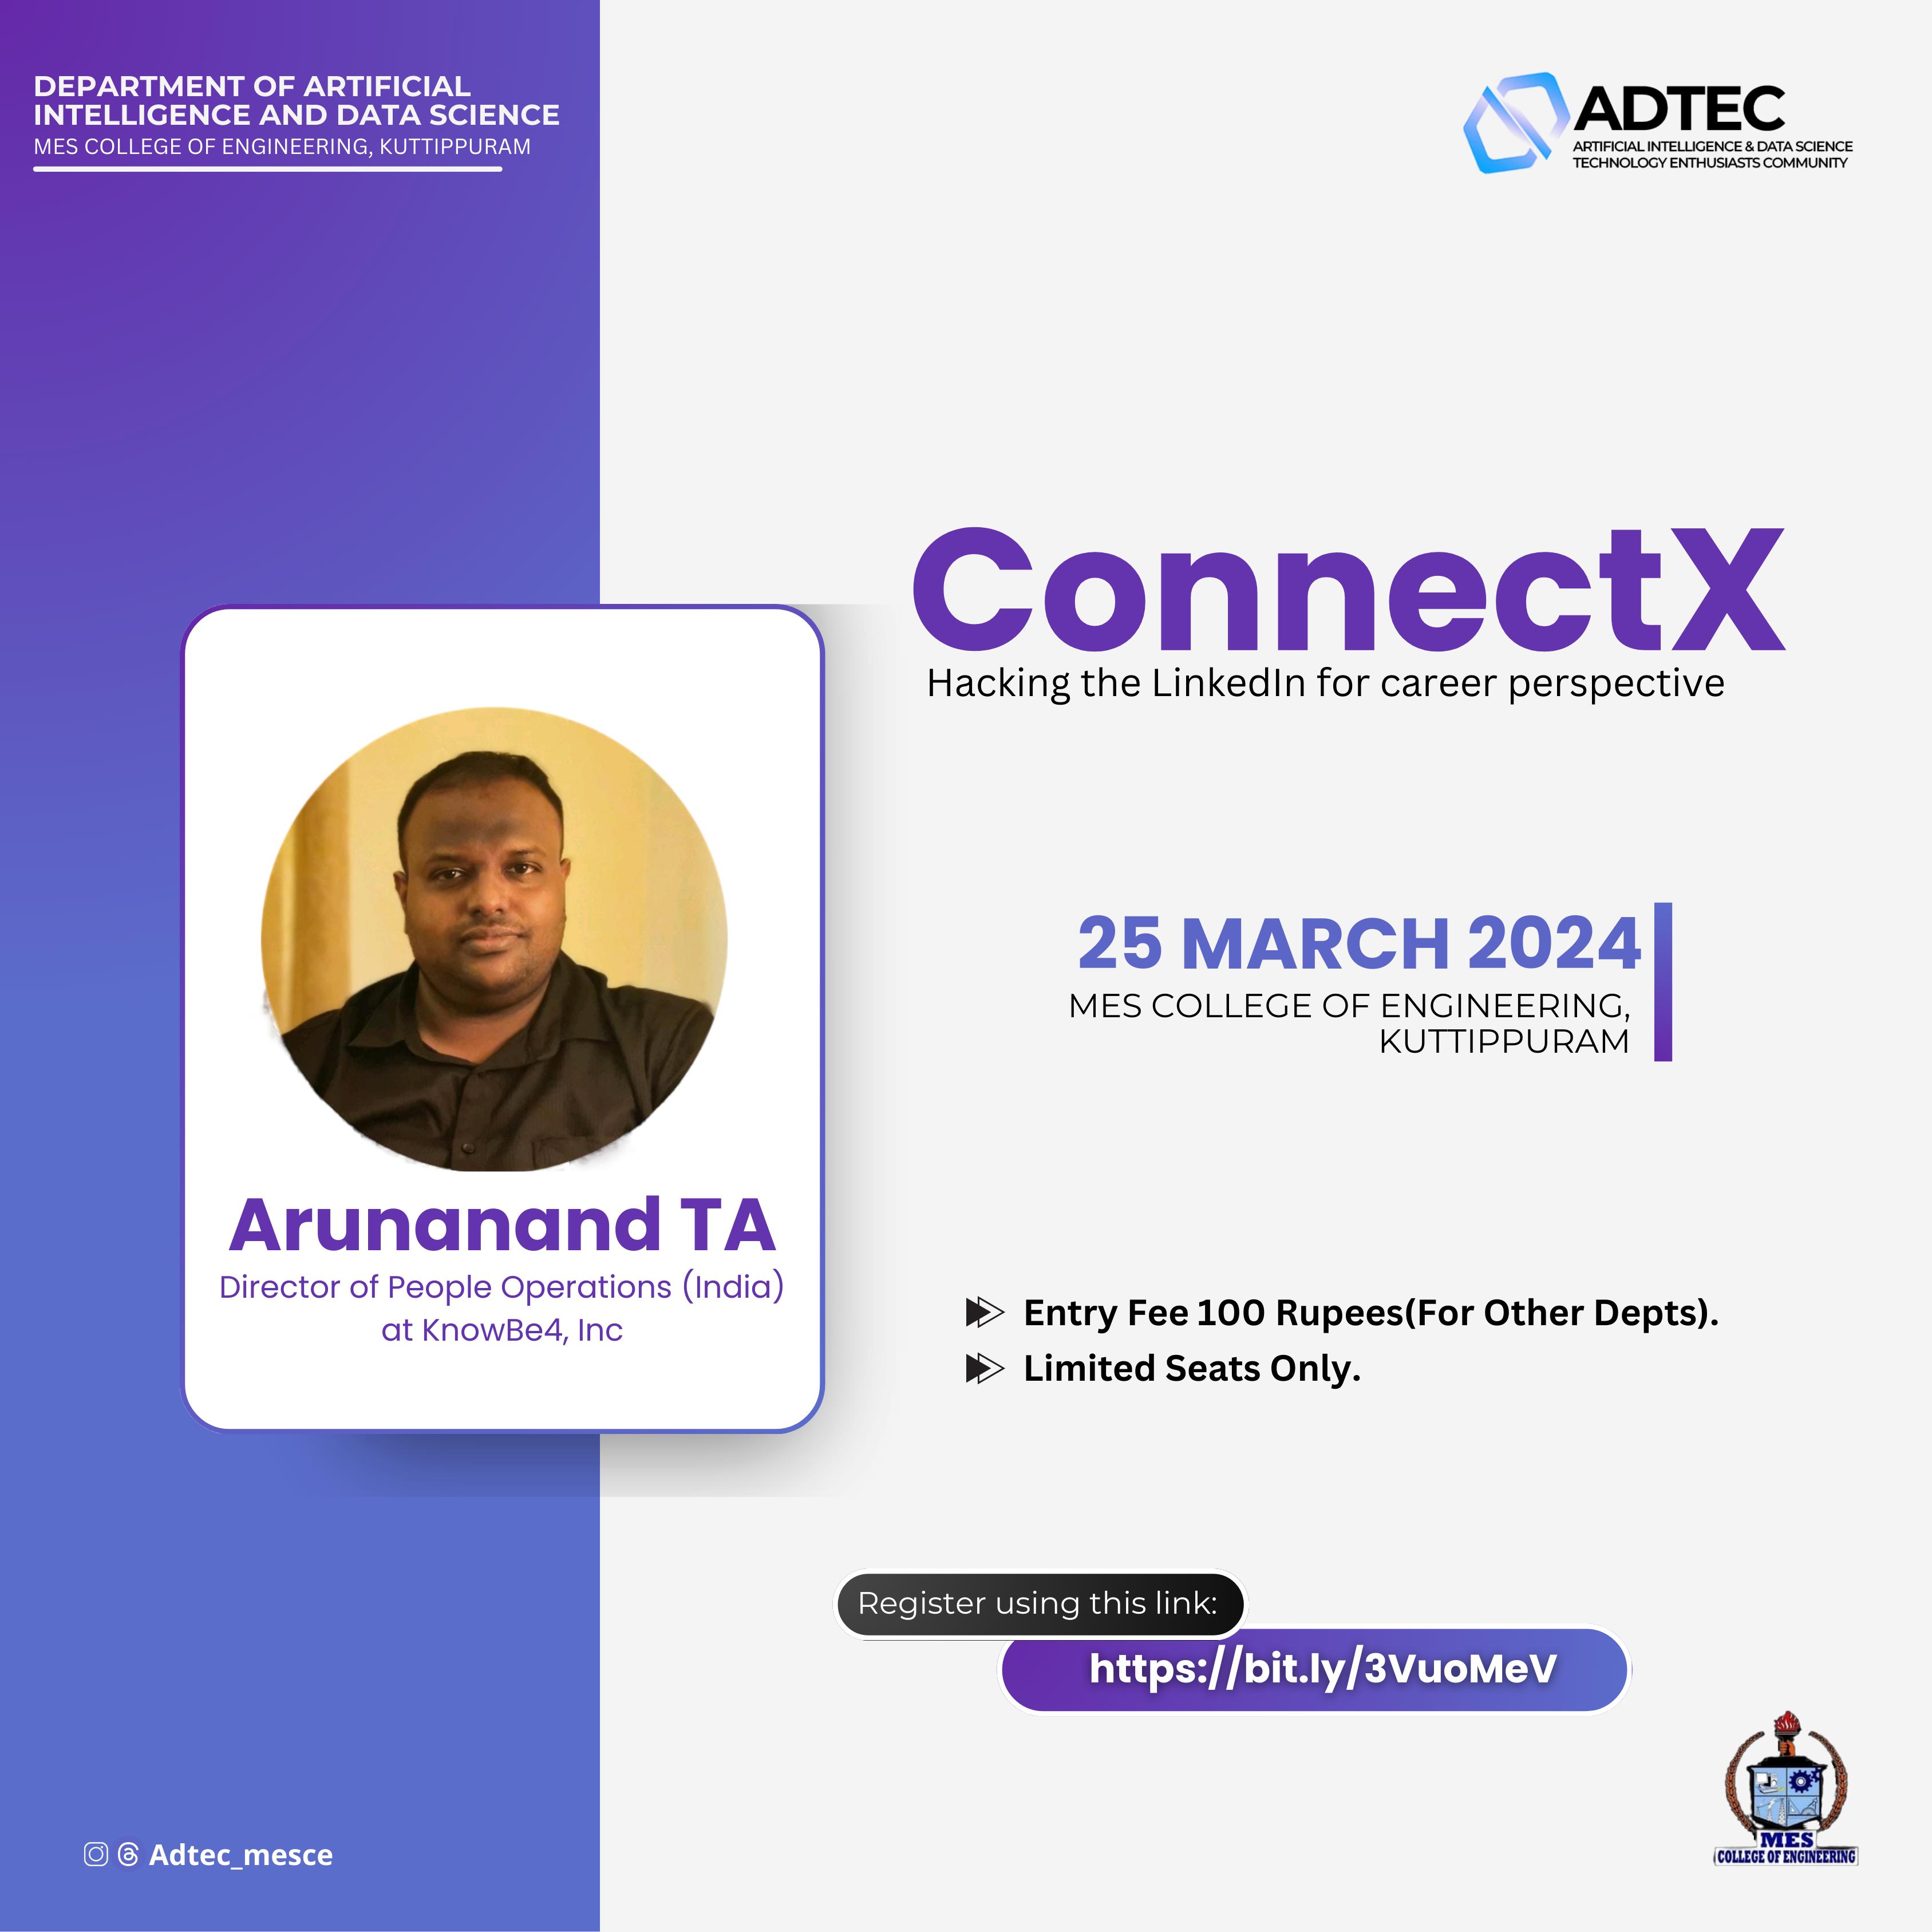 DEPARTMENT OF ARTIFICIAL
INTELLIGENCE AND DATA SCIENCE
MES COLLEGE OF ENGINEERING, KUTTIPPURAM
ADTEC
ARTIFICIAL INTELLIGENCE & DATA SCIENCE
TECHNOLOGY ENTHUSIASTS COMMUNITY
ConnectX
Hacking the LinkedIn for career perspective
25 MARCH 2024
MES COLLEGE OF ENGINEERING,
KUTTIPPURAM
Arunanand TA
Director of People Operations (India)
at KnowBe4, Inc
Entry Fee 100 Rupees(For Other Depts).
Limited Seats Only.
Register using this link:
https://bit.ly/3VuoMeV
Adtec_mesce
MES
COLLEGE OF ENGINEERING